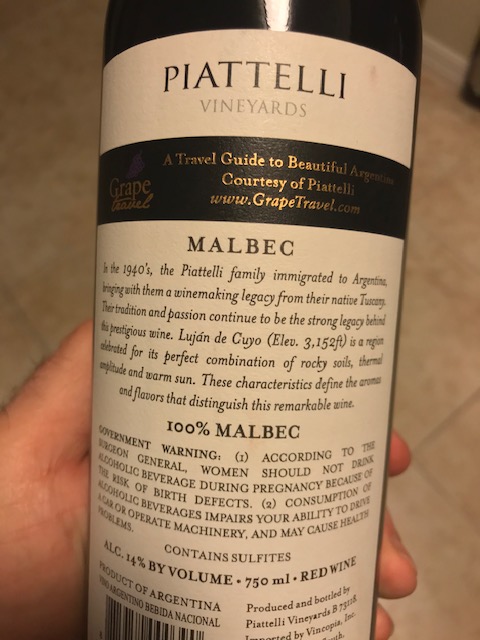 PIATTELLI
VINEYARDS
A Travel Guide to Beautiful Argentina
Courtesy of Piattelli
www.GrapeTravel.com
Grape
travel
MALBEC
In the 1940's, the Piattelli family immigrated to Argentina,
bringing with them a winemaking legacy from their native Tuscany.
Their tradition and passion continue to be the strong legacy behind
this prestigious wine. Luján de Cuyo (Elev. 3,152ft) is a region
celebrated for its perfect combination of rocky soils, thermal
amplitude and warm sun. These characteristics define the aromas
and flavors that distinguish this remarkable wine.
100% MALBEC
GOVERNMENT WARNING: (1) ACCORDING TO THE
SURGEON GENERAL, WOMEN SHOULD NOT DRINK
ALCOHOLIC BEVERAGE DURING PREGNANCY BECAUSE OF
THE RISK OF BIRTH DEFECTS. (2) CONSUMPTION OF
ALCOHOLIC BEVERAGES IMPAIRS YOUR ABILITY TO DRIVE
A CAR OR OPERATE MACHINERY, AND MAY CAUSE HEALTH
PROBLEMS.
CONTAINS SULFITES
ALC. 14% BY VOLUME • 750 ml • RED WINE
PRODUCT OF ARGENTINA
VINO ARGENTINO BEBIDA NACIONAL
Produced and bottled by
Piattelli Vineyards B 73118.
Imported by Vincopia, Inc.